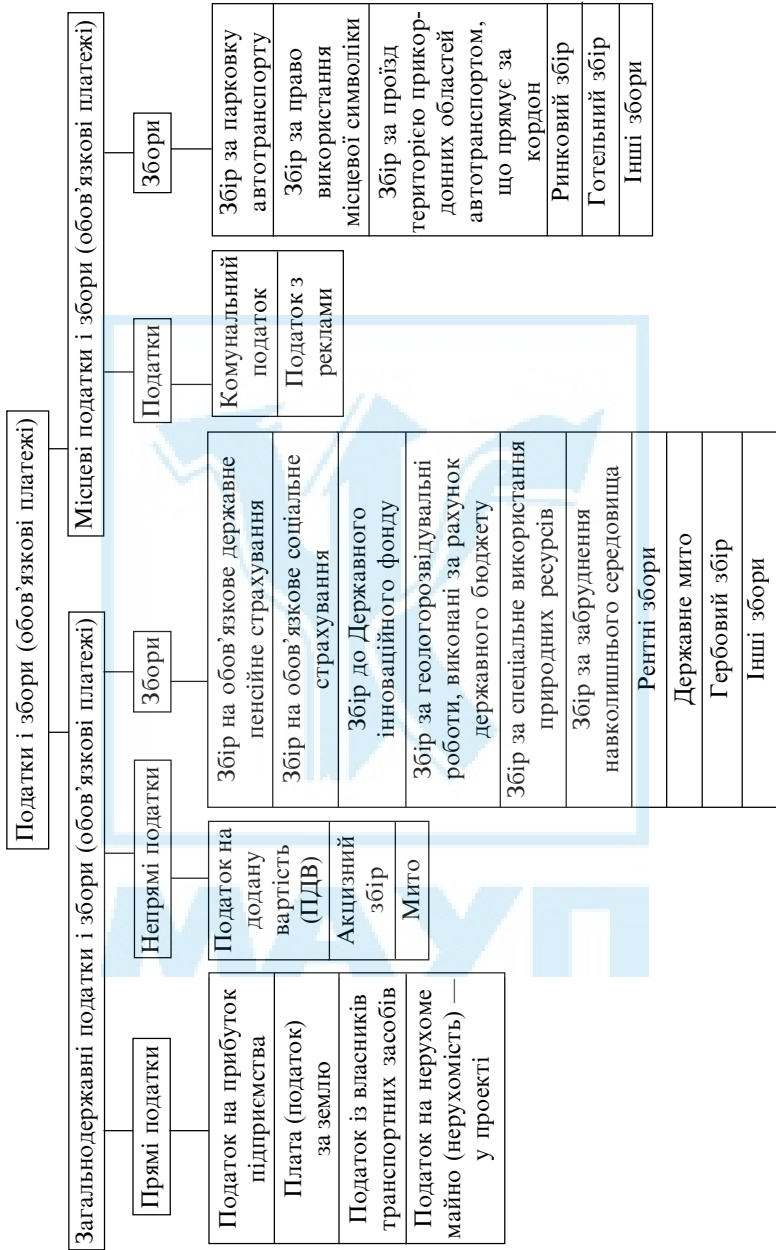 Податки і збори (обов’язкові платежі)
Загальнодержавні податки і збори (обов’язкові платежі)
Місцеві податки і збори (обов’язкові платежі)
Прямі податки
Непрямі податки
Збори
Податки
Збори
Податок на прибуток
підприємства
Плата (податок)
за землю
Податок із власників
транспортних засобів
Податок на нерухоме
майно (нерухомість) —
у проекті
Податок на
додану
вартість
(ПДВ)
Акцизний
збір
Мито
Збір на обов’язкове державне
пенсійне страхування
Збір на обов’язкове соціальне
страхування
Збір до Державного
інноваційного фонду
Збір за геологорозвідувальні
роботи, виконані за рахунок
державного бюджету
Збір за спеціальне використання
природних ресурсів
Збір за забруднення
навколишнього середовища
Рентні збори
Державне мито
Гербовий збір
Інші збори
Комунальний
податок
Податок з
реклами
Збір за парковку
автотранспорту
Збір за право
використання
місцевої символіки
Збір за проїзд
територією прикор-
донних областей
автотранспортом,
що прямує за
кордон
Ринковий збір
Готельний збір
Інші збори
МАУП